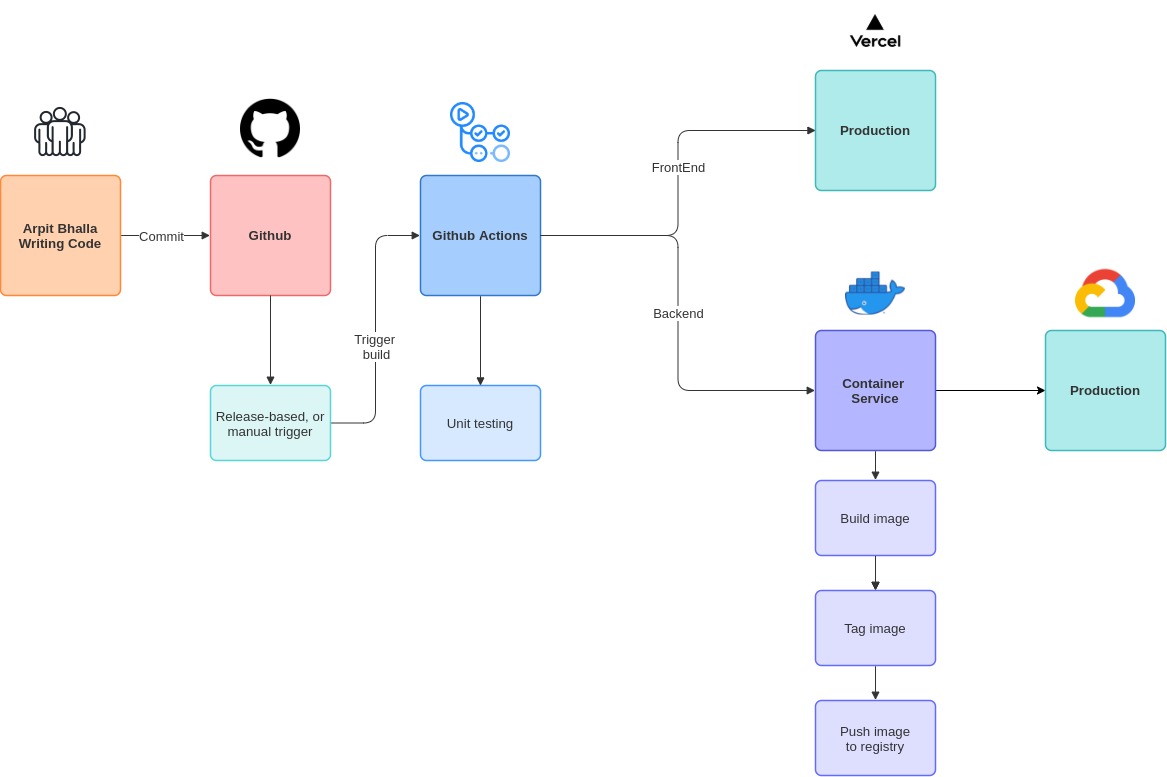 Vercel
Production
FrontEnd
Arpit Bhalla
Writing Code
Commit
Github
Github Actions
Backend
Trigger
build
Release-based, or
manual trigger
Unit testing
Container
Service
Production
Build image
Tag image
Push image
to registry